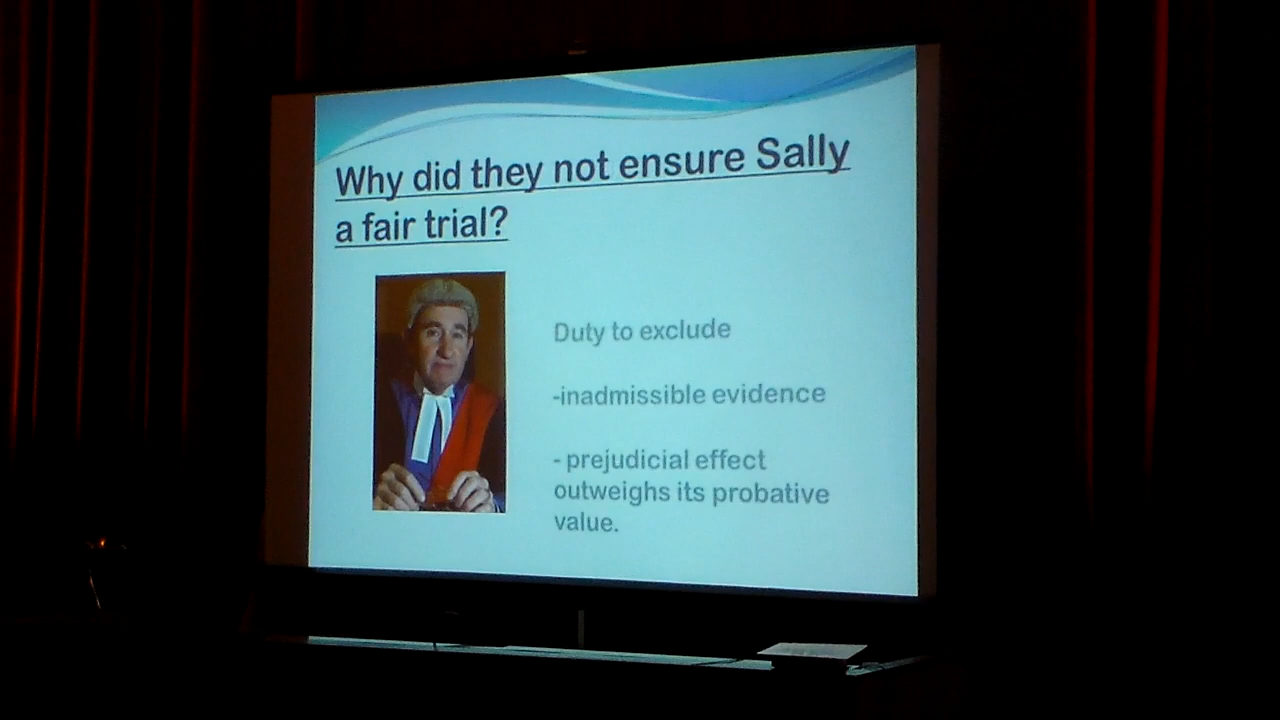 Why did they not ensure Sally
a fair trial?
Duty to exclude
-inadmissible evidence
- prejudicial effect
outweighs its probative
value.